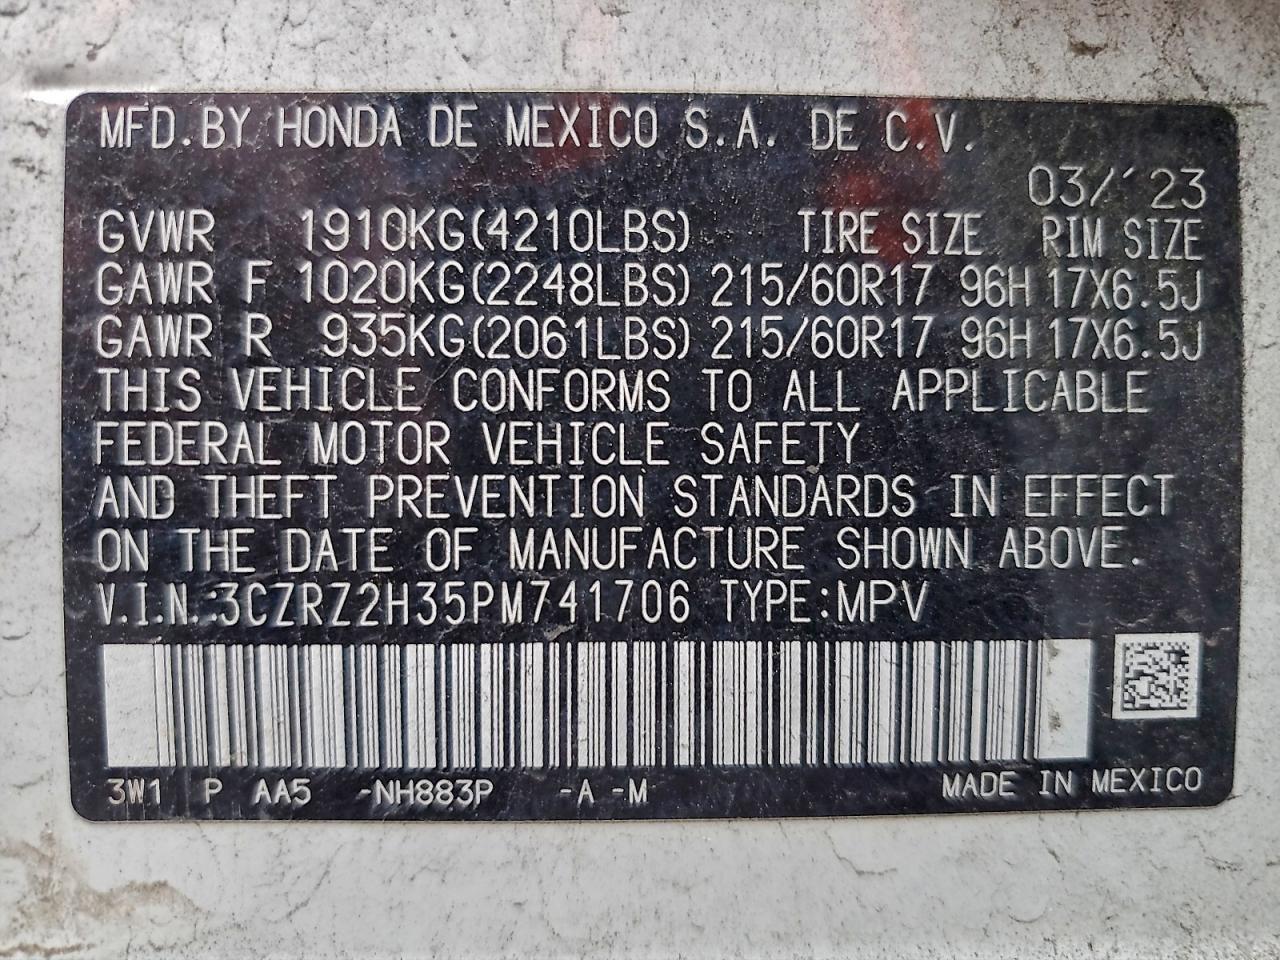 MFD.BY HONDA DE MEXICO S.A. DE C.V.
03/'23
GVWR 1910KG(4210LBS) TIRE SIZE RIM SIZE
GAWR F 1020KG(2248LBS) 215/60R17 96H 17X6.5J
GAWR R 935KG(2061LBS) 215/60R17 96H 17X6.5J
THIS VEHICLE CONFORMS TO ALL APPLICABLE
FEDERAL MOTOR VEHICLE SAFETY
AND THEFT PREVENTION STANDARDS IN EFFECT
ON THE DATE OF MANUFACTURE SHOWN ABOVE.
V.I.N.:3CZRZ2H35PM741706 TYPE:MPV
3W1 P AA5 -NH883P -A -M MADE IN MEXICO